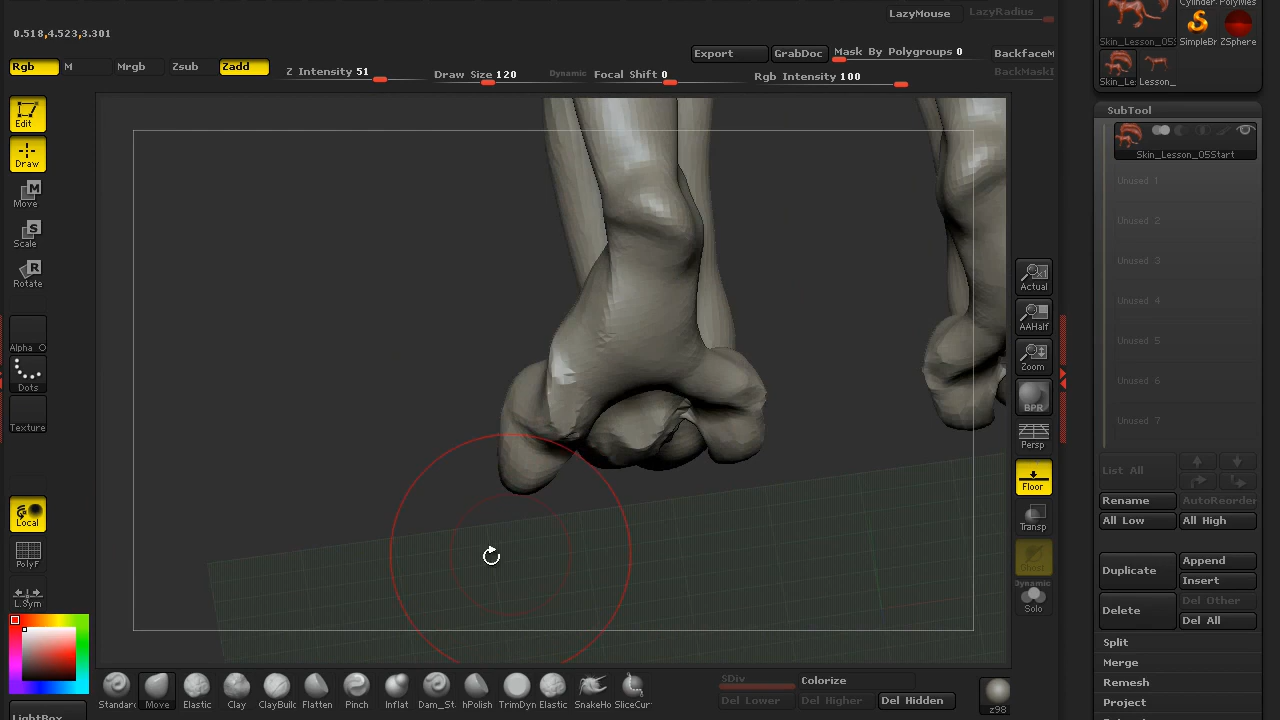 LazyMouse
LazyRadius
Cylinder
PolyMes
0.518,4.523,3.301
Skin_Lesson_05S
SimpleBr
ZSphere
Export
GrabDoc
Mask By Polygroups 0
BackfaceM
BackMaskI
Rgb
M
Mrgb
Zsub
Zadd
Z Intensity 51
Draw Size 120
Dynamic
Focal Shift 0
Rgb Intensity 100
Skin_Le
Lesson_
Edit
Draw
Move
Scale
Rotate
Alpha O
Dots
Texture
Local
PolyF
L.Sym
LightBox
Actual
AAHalf
Zoom
BPR
Persp
Floor
Transp
Ghost
Dynamic
Solo
SubTool
Skin_Lesson_05Start
Unused 1
Unused 2
Unused 3
Unused 4
Unused 5
Unused 6
Unused 7
List All
Rename
AutoReorder
All Low
All High
Duplicate
Append
Insert
Delete
Del Other
Del All
Split
Merge
Remesh
Project
Standar
Move
Elastic
Clay
ClayBuilc
Flatten
Pinch
Inflat
Dam_St
hPolish
TrimDyn
Elastic
SnakeHo
SliceCur
SDiv
Colorize
Del Lower
Del Higher
Del Hidden
z98